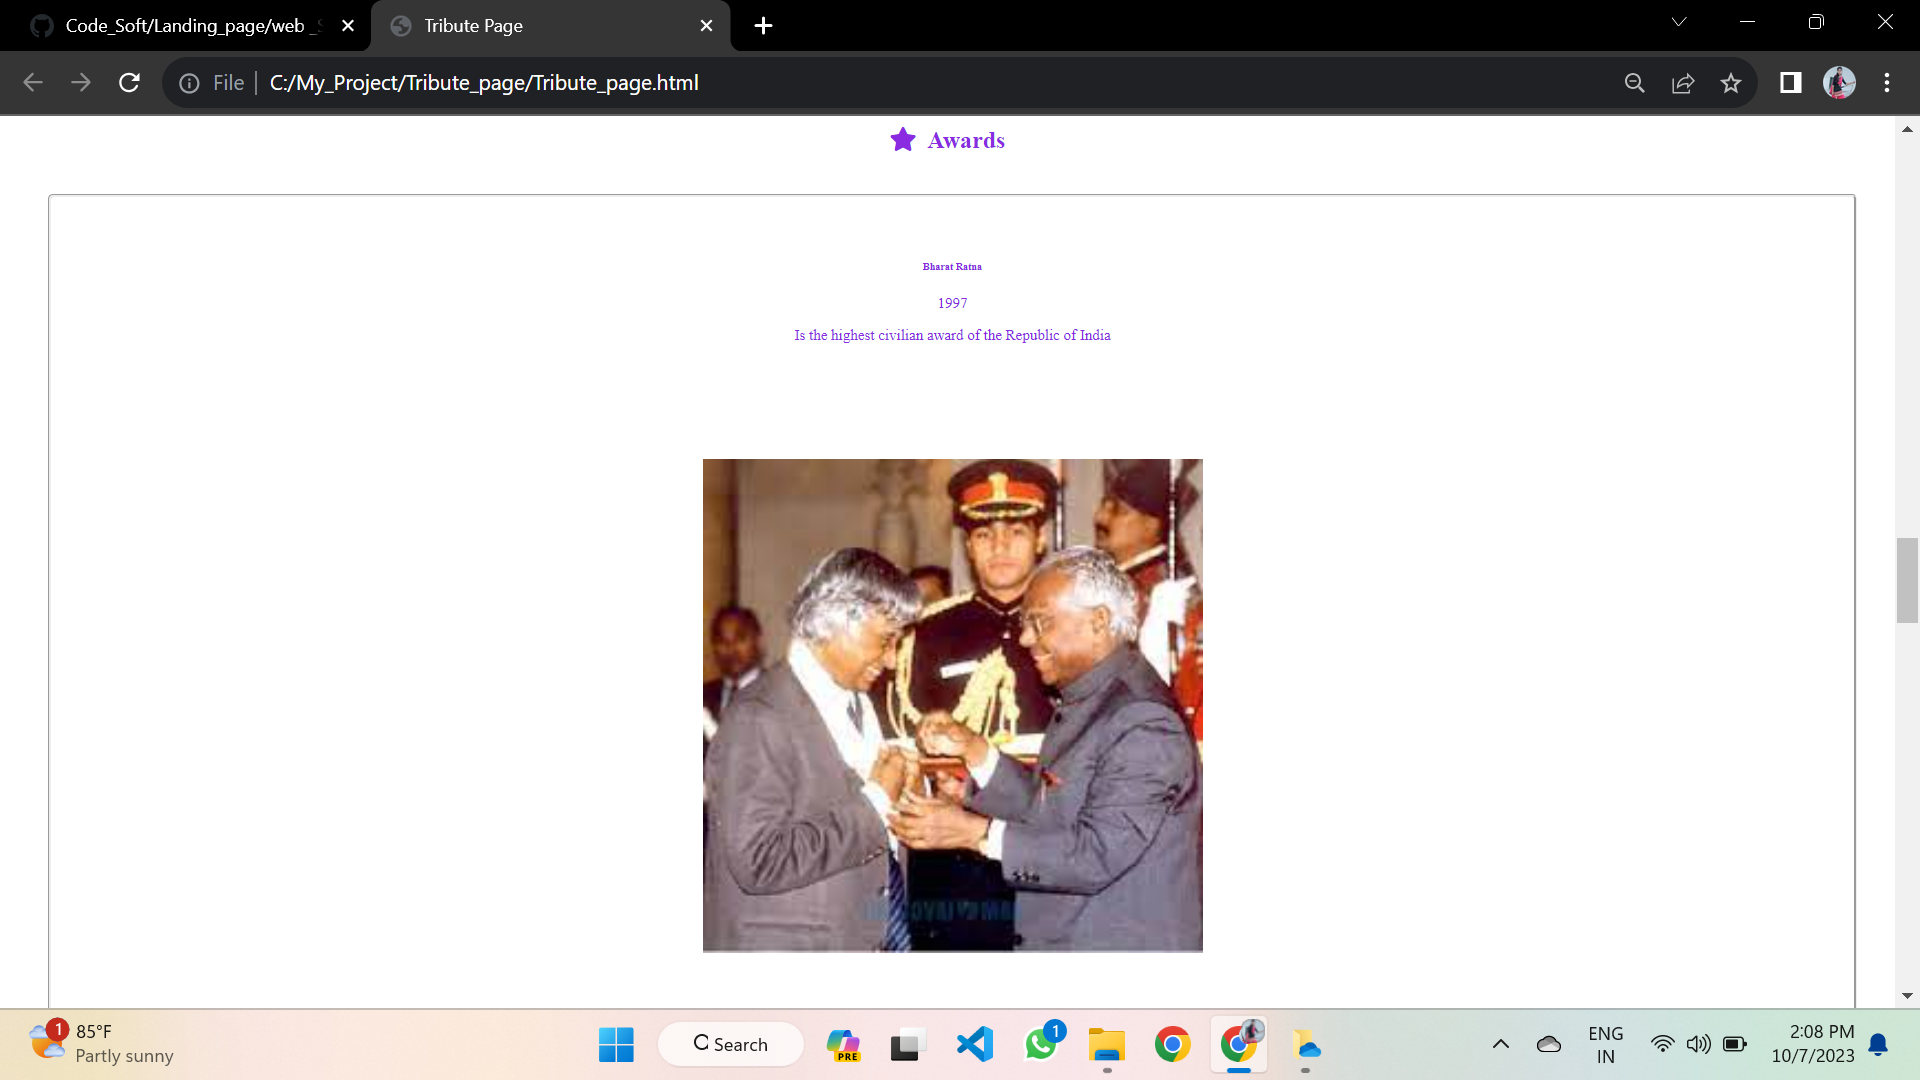 Code_Soft/Landing_page/web_
Tribute Page
File
C:/My_Project/Tribute_page/Tribute_page.html
Awards
Bharat Ratna
1997
Is the highest civilian award of the Republic of India
1
85°F
Partly sunny
Search
PRE
1
ENG
IN
2:08 PM
10/7/2023